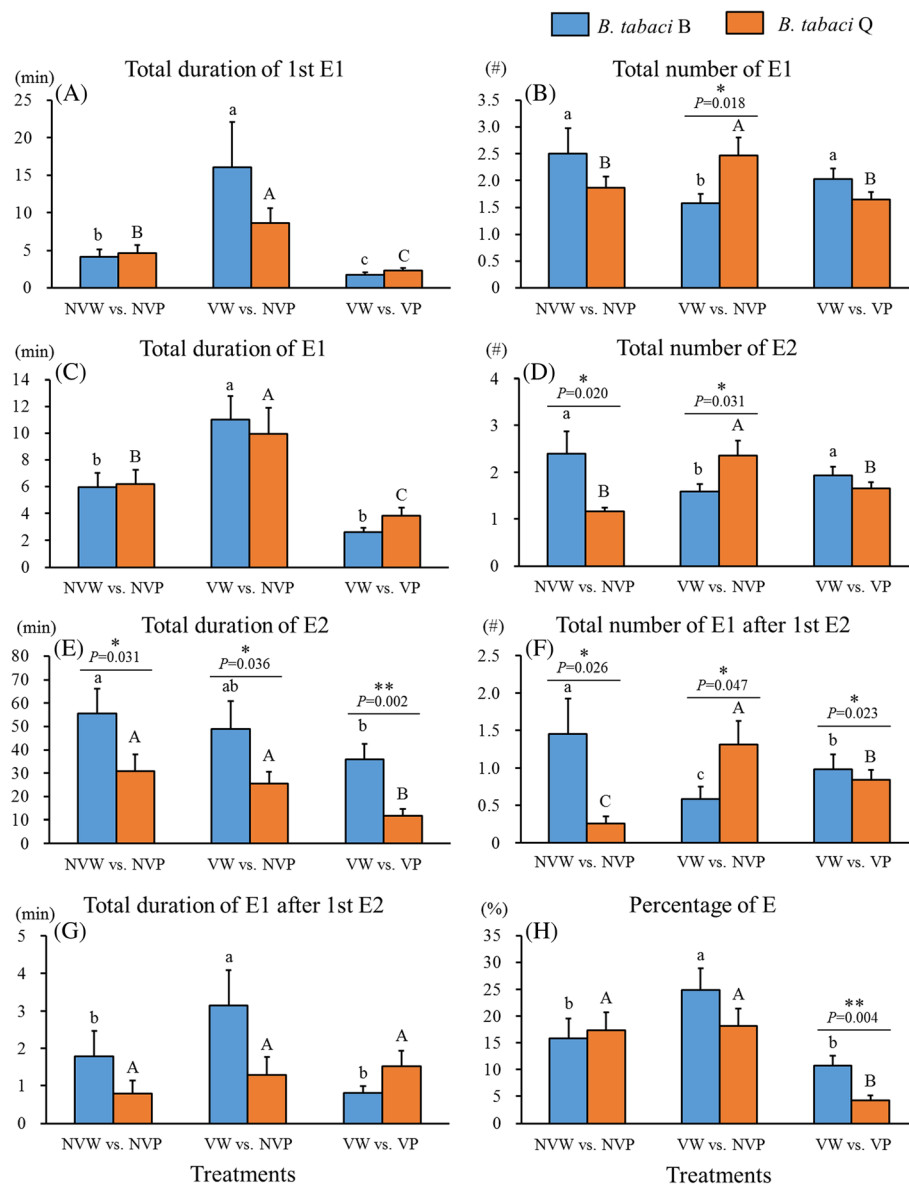 B. tabaci B B. tabaci Q
(min) Total duration of 1st E1
(A)
25
20
15
10
5
0
a
b B A
c C
NVW vs. NVP VW vs. NVP VW vs. VP
(#) Total number of E1
(B)
3.5
3.0
2.5
2.0
1.5
1.0
0.5
0.0
*
P=0.018
a A
B b a B
NVW vs. NVP VW vs. NVP VW vs. VP
(min) Total duration of E1
(C)
14
12
10
8
6
4
2
0
a A
b B
b C
NVW vs. NVP VW vs. NVP VW vs. VP
(#) Total number of E2
(D)
4
3
2
1
0
* *
P=0.020 P=0.031
a A
B b a B
NVW vs. NVP VW vs. NVP VW vs. VP
(min) Total duration of E2
(E)
80
70
60
50
40
30
20
10
0
* * **
P=0.031 P=0.036 P=0.002
a ab b
A A B
NVW vs. NVP VW vs. NVP VW vs. VP
(#) Total number of E1 after 1st E2
(F)
2.5
2.0
1.5
1.0
0.5
0.0
* * *
P=0.026 P=0.047 P=0.023
a A b B
C c
NVW vs. NVP VW vs. NVP VW vs. VP
(min) Total duration of E1 after 1st E2
(G)
5
4
3
2
1
0
a
b A A
b A
NVW vs. NVP VW vs. NVP VW vs. VP
Treatments
(%) Percentage of E
(H)
35
30
25
20
15
10
5
0
**
P=0.004
a
b A A
b B
NVW vs. NVP VW vs. NVP VW vs. VP
Treatments